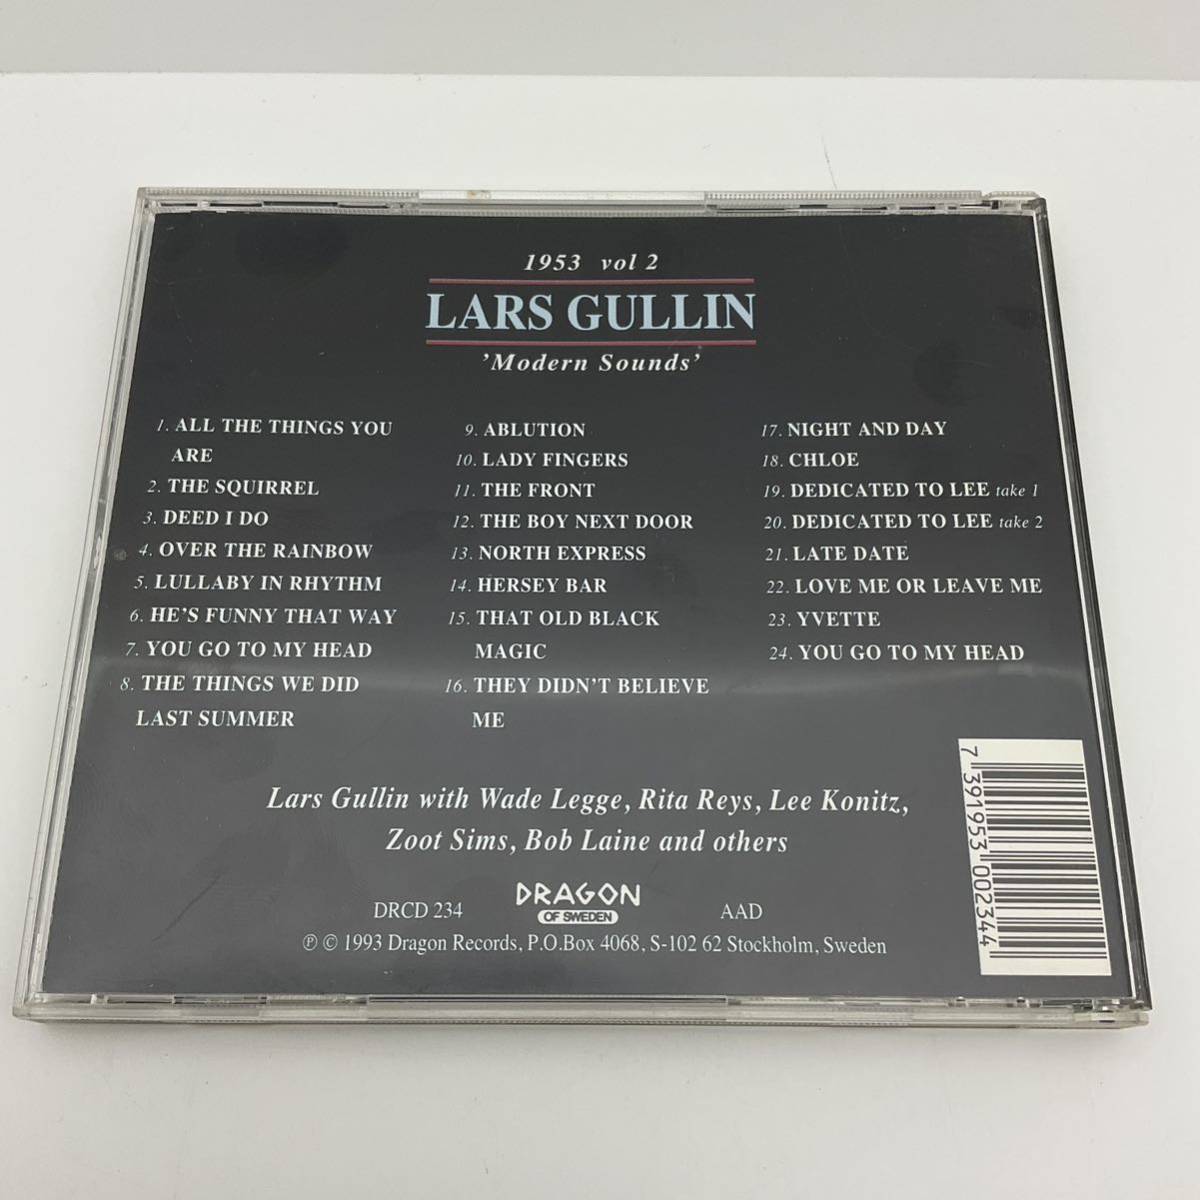 1953 vol 2
LARS GULLIN
'Modern Sounds'
1. ALL THE THINGS YOU
ARE
2. THE SQUIRREL
3. DEED I DO
4. OVER THE RAINBOW
5. LULLABY IN RHYTHM
6. HE'S FUNNY THAT WAY
7. YOU GO TO MY HEAD
8. THE THINGS WE DID
LAST SUMMER
9. ABLUTION
10. LADY FINGERS
11. THE FRONT
12. THE BOY NEXT DOOR
13. NORTH EXPRESS
14. HERSEY BAR
15. THAT OLD BLACK
MAGIC
16. THEY DIDN'T BELIEVE
ME
17. NIGHT AND DAY
18. CHLOE
19. DEDICATED TO LEE take 1
20. DEDICATED TO LEE take 2
21. LATE DATE
22. LOVE ME OR LEAVE ME
23. YVETTE
24. YOU GO TO MY HEAD
Lars Gullin with Wade Legge, Rita Reys, Lee Konitz,
Zoot Sims, Bob Laine and others
DRCD 234
DRAGON
OF SWEDEN
AAD
℗ © 1993 Dragon Records, P.O.Box 4068, S-102 62 Stockholm, Sweden
7 391953 002344